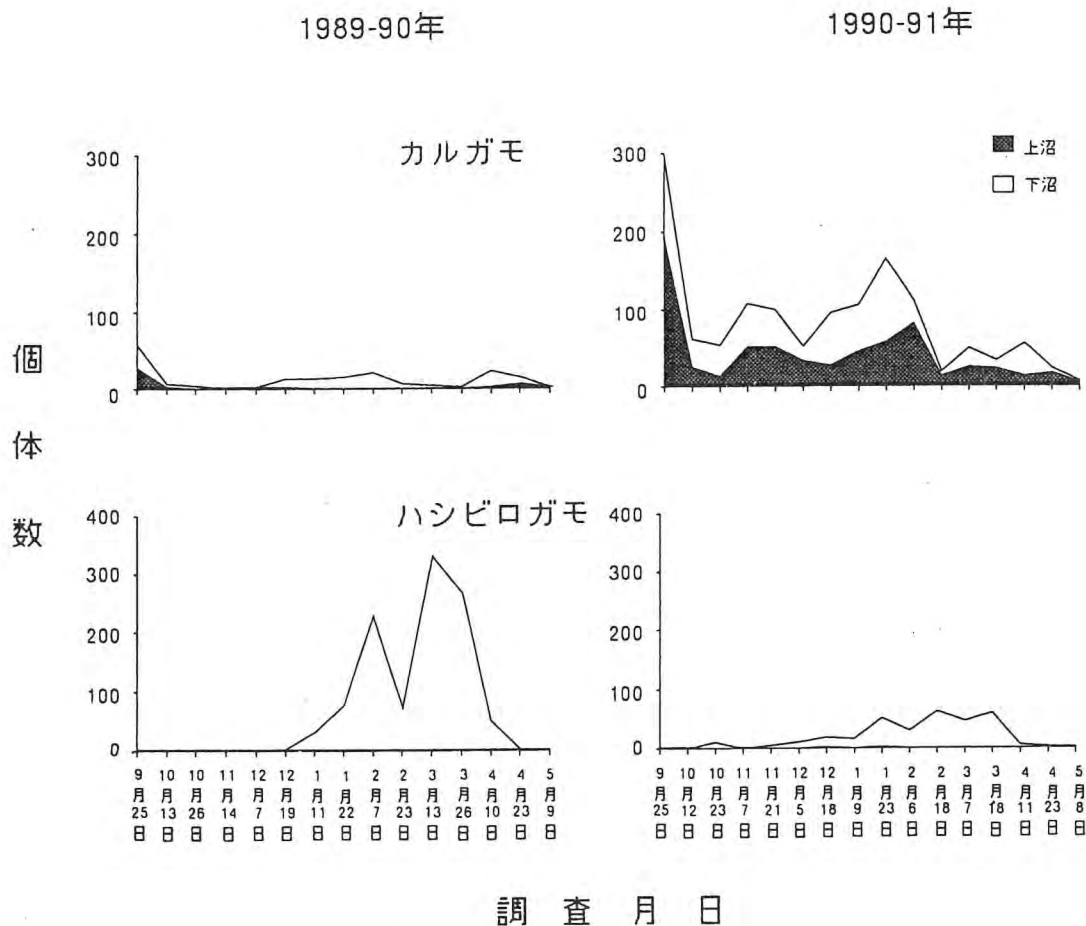 1989-90年
1990-91年
カルガモ
上沼
下沼
300
200
100
0
300
200
100
0
個体数
ハシビロガモ
400
300
200
100
0
400
300
200
100
0
9月25日
10月13日
10月26日
11月14日
12月7日
12月19日
1月11日
1月22日
2月7日
2月23日
3月13日
3月26日
4月10日
4月23日
5月9日
9月25日
10月12日
10月23日
11月7日
11月21日
12月5日
12月18日
1月9日
1月23日
2月6日
2月18日
3月7日
3月18日
4月11日
4月23日
5月8日
調査月日